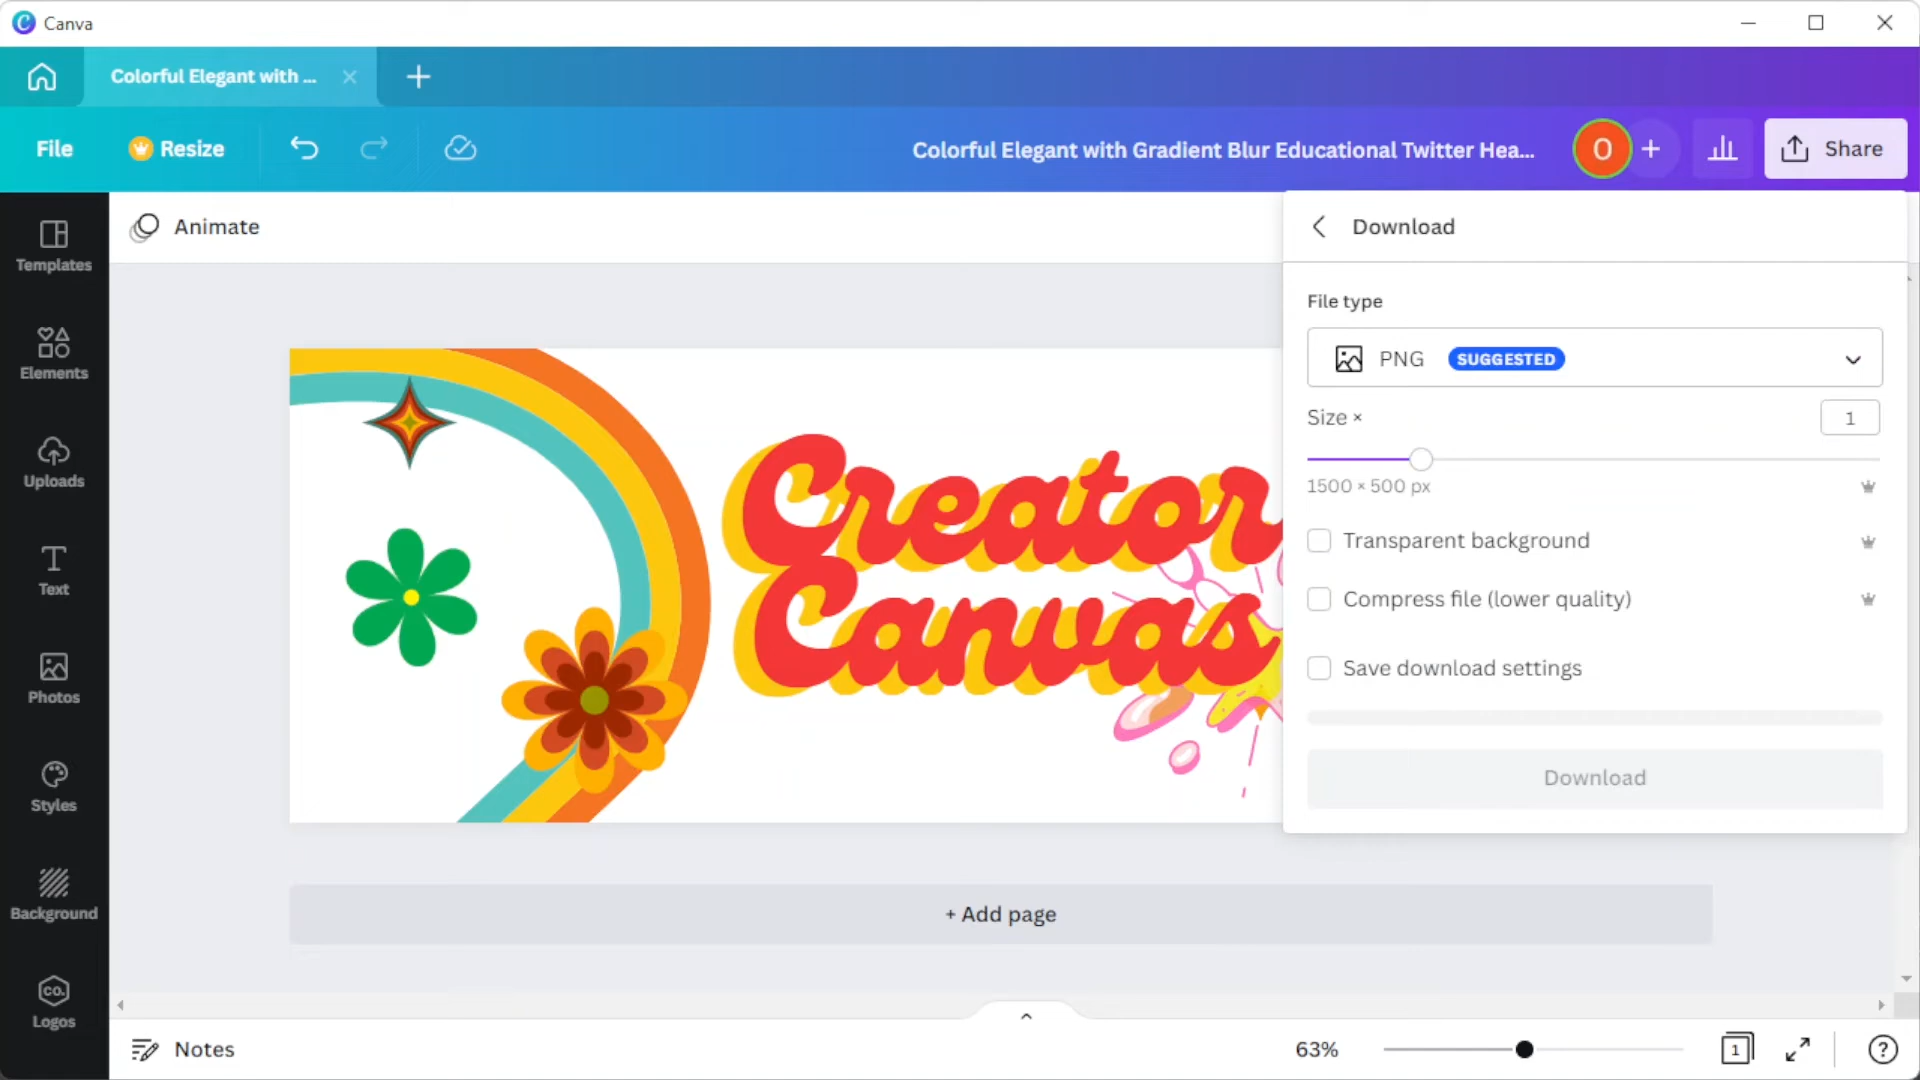 Canva
Colorful Elegant with ...
File
Resize
Colorful Elegant with Gradient Blur Educational Twitter Hea...
O
Share
Templates
Elements
Uploads
Text
Photos
Styles
Background
CO.
Logos
Animate
Creator
Canvas
Download
File type
PNG
SUGGESTED
Size ×
1
1500 × 500 px
Transparent background
Compress file (lower quality)
Save download settings
Download
+ Add page
Notes
63%
1
?